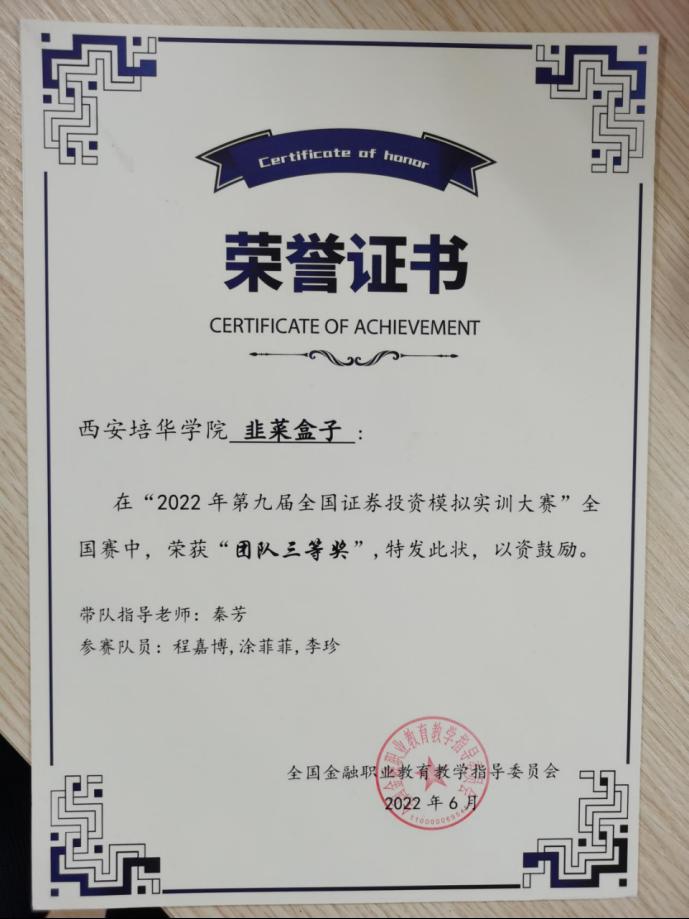 Certificate of honor
荣誉证书
CERTIFICATE OF ACHIEVEMENT
西安培华学院 韭菜盒子：
在“2022年第九届全国证券投资模拟实训大赛”全
国赛中，荣获“团队三等奖”,特发此状，以资鼓励。
带队指导老师：秦芳
参赛队员：程嘉博,涂菲菲,李珍
全国金融职业教育教学指导委员会
2022年6月